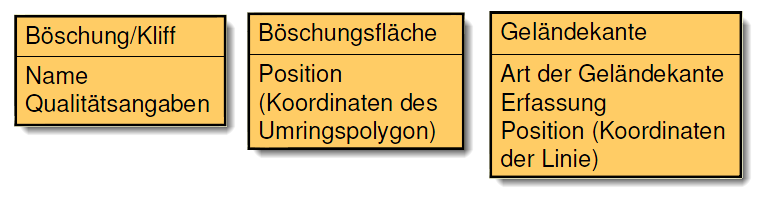 Böschung/Kliff
Name
Qualitätsangaben
Böschungsfläche
Position
(Koordinaten des
Umringspolygon)
Geländekante
Art der Geländekante
Erfassung
Position (Koordinaten
der Linie)